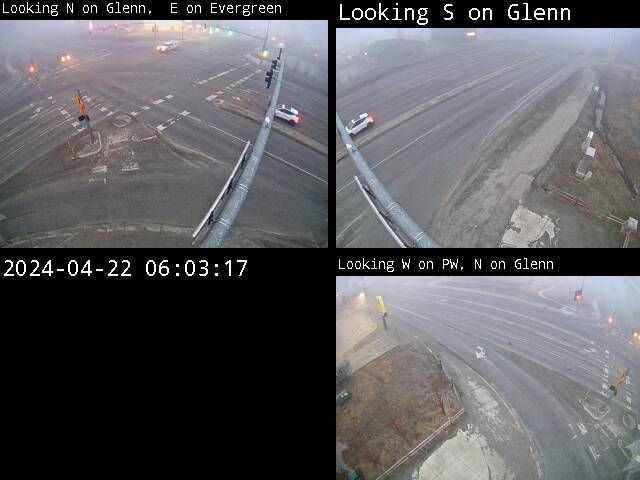 Looking N on Glenn,  E on Evergreen
Looking S on Glenn
2024-04-22 06:03:17
Looking W on PW, N on Glenn